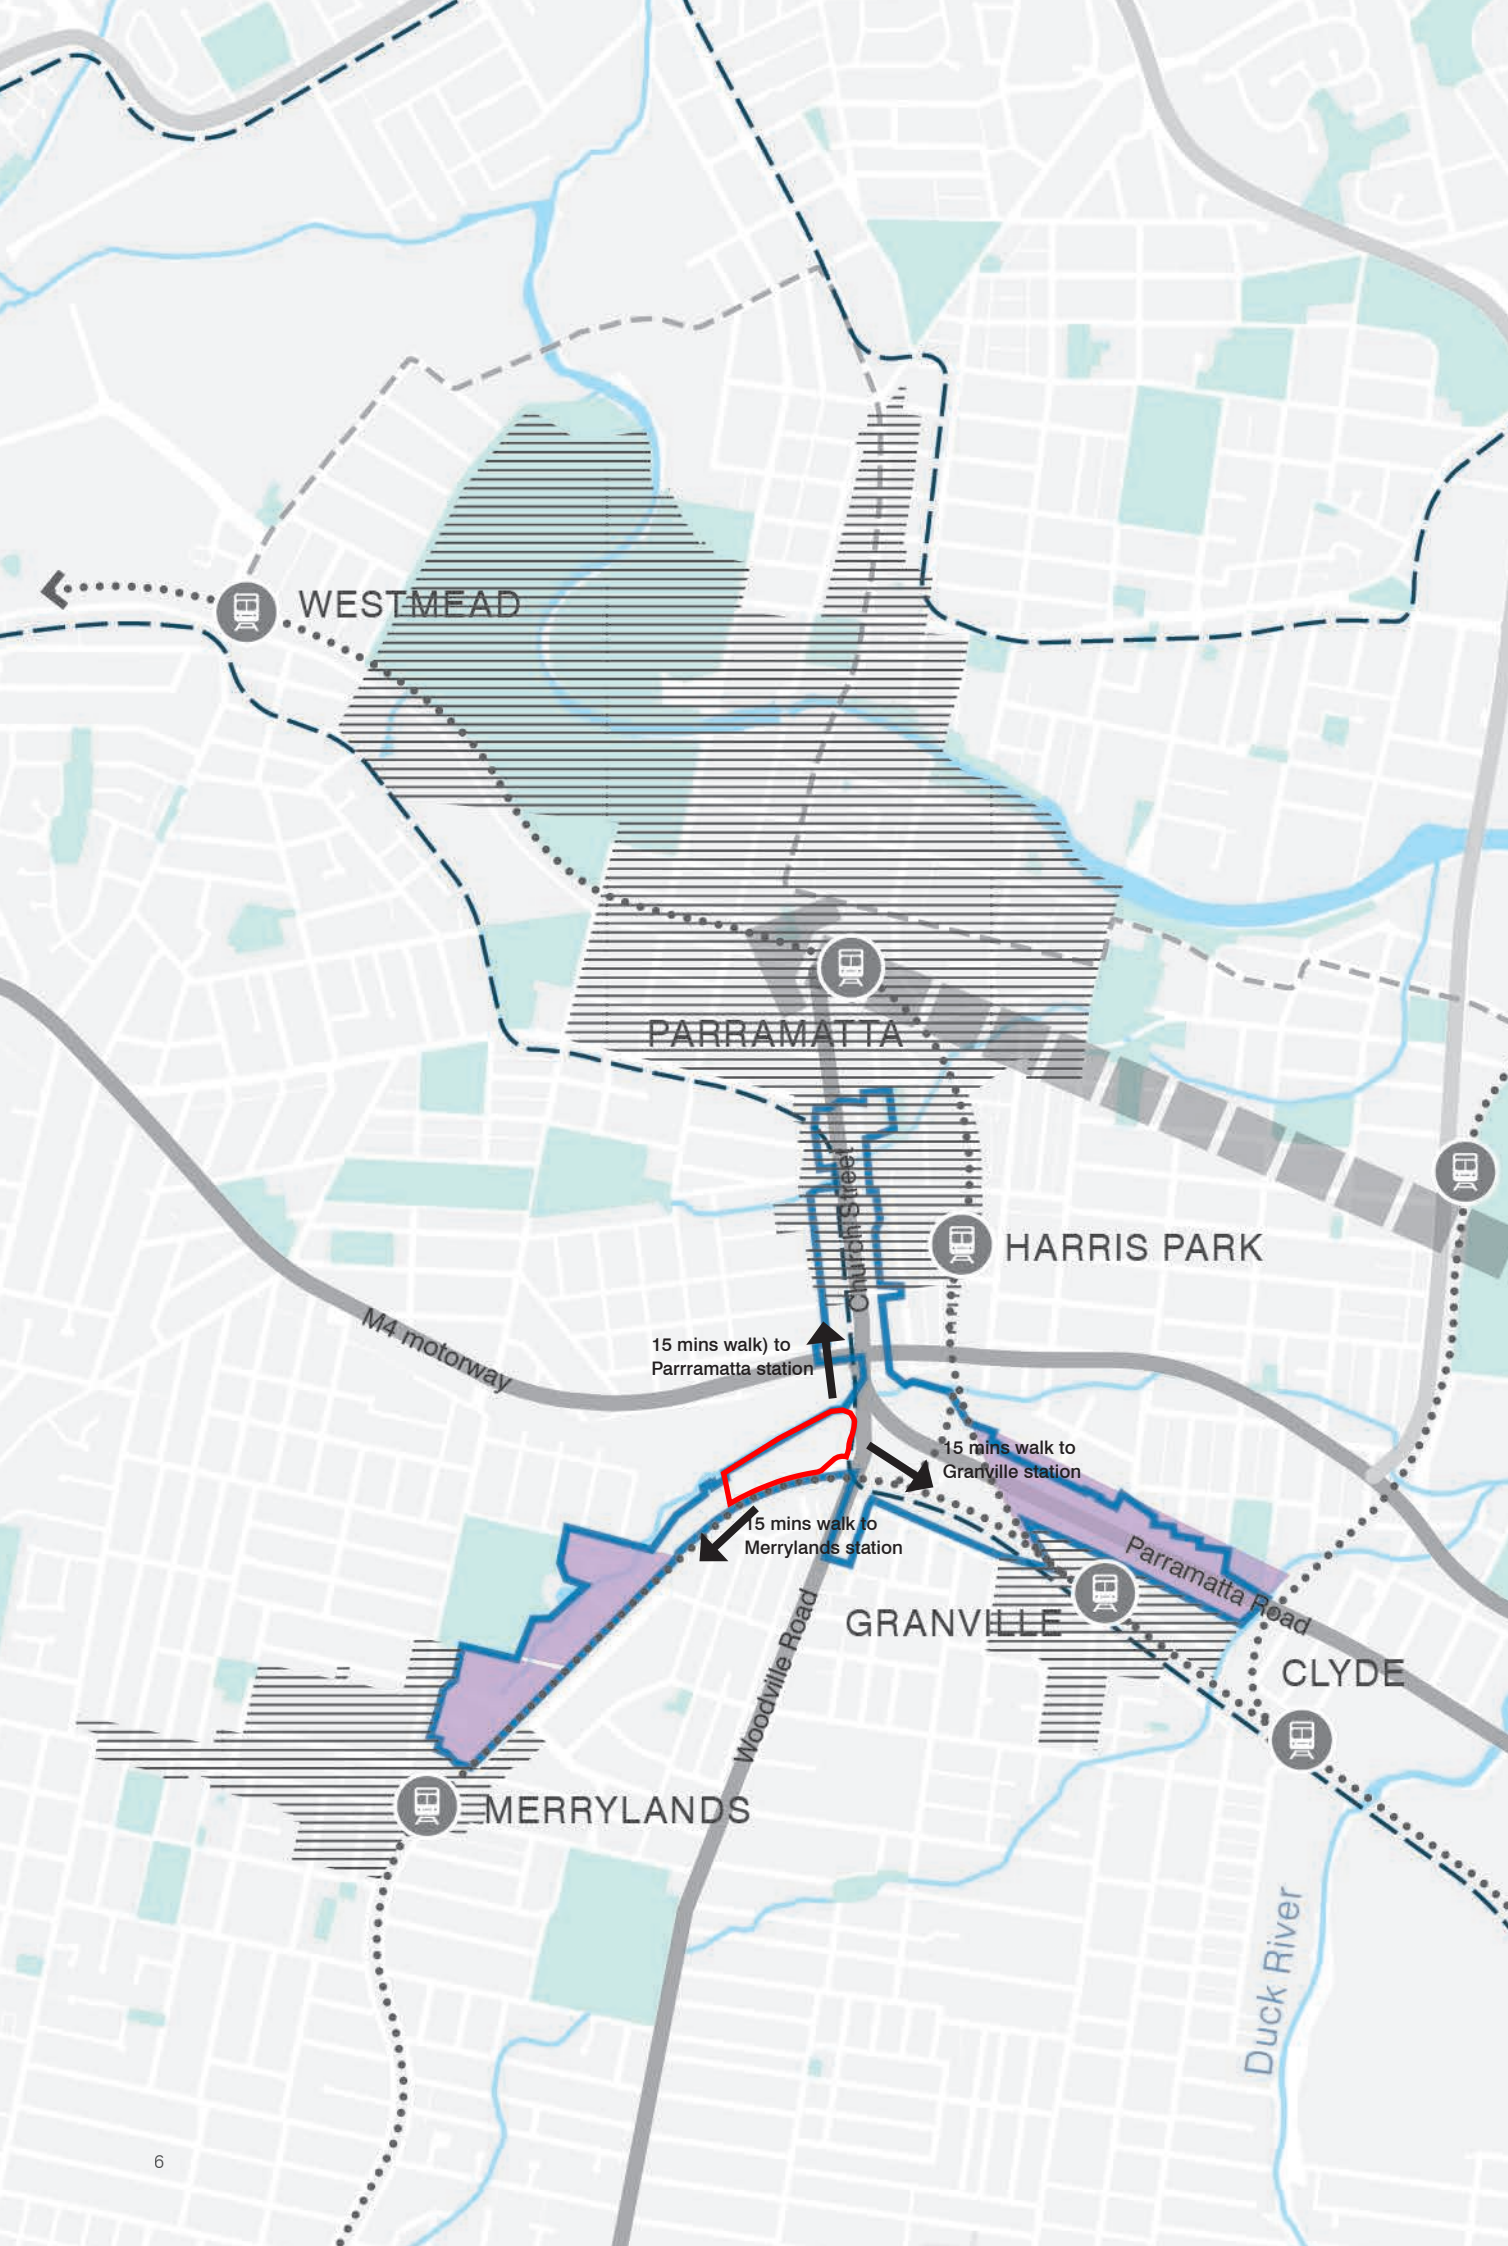 WESTMEAD
PARRAMATTA
Church Street
HARRIS PARK
M4 motorway
15 mins walk) to
Parrramatta station
15 mins walk to
Granville station
15 mins walk to
Merrylands station
Parramatta Road
GRANVILLE
Woodville Road
CLYDE
MERRYLANDS
Duck River
6